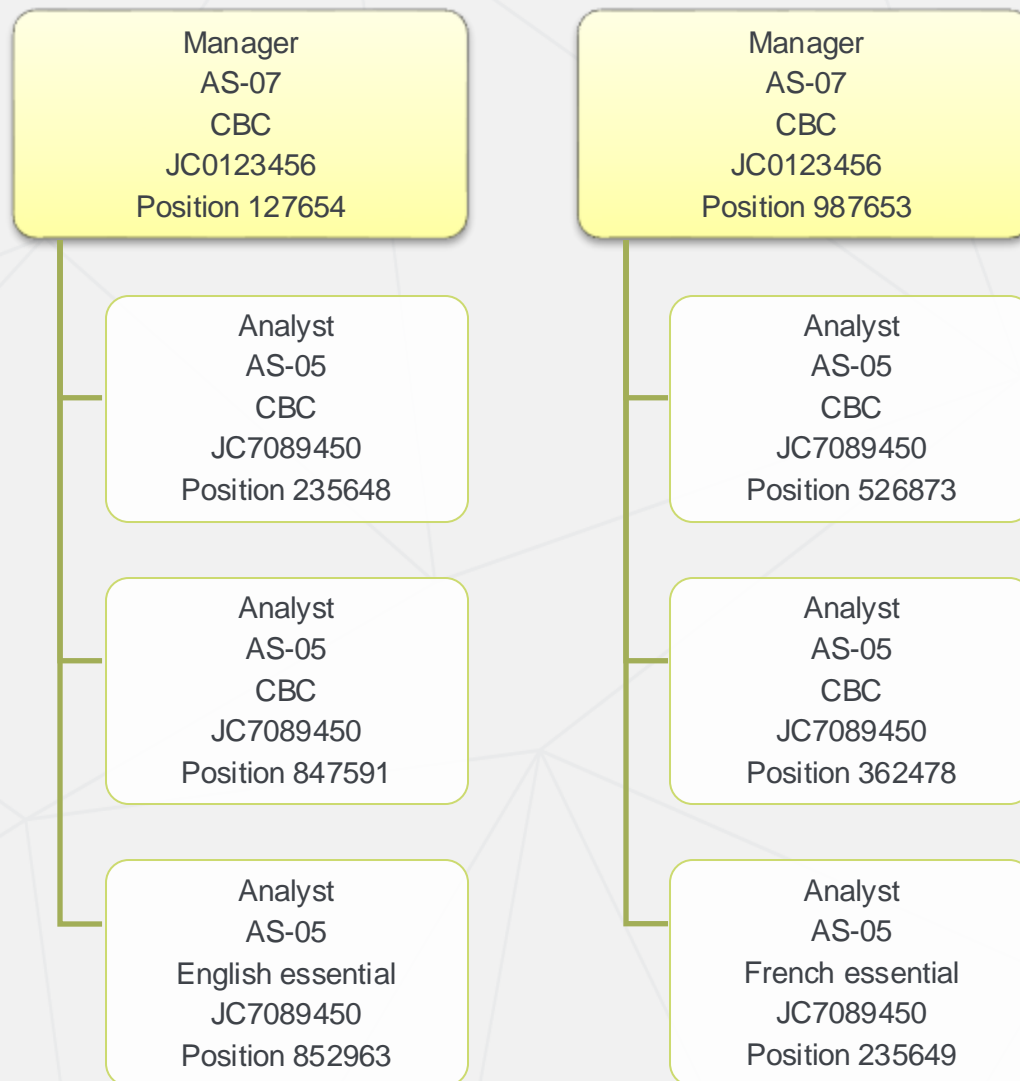 Manager
AS-07
CBC
JC0123456
Position 127654
Analyst
AS-05
CBC
JC7089450
Position 235648
Analyst
AS-05
CBC
JC7089450
Position 847591
Analyst
AS-05
English essential
JC7089450
Position 852963
Manager
AS-07
CBC
JC0123456
Position 987653
Analyst
AS-05
CBC
JC7089450
Position 526873
Analyst
AS-05
CBC
JC7089450
Position 362478
Analyst
AS-05
French essential
JC7089450
Position 235649